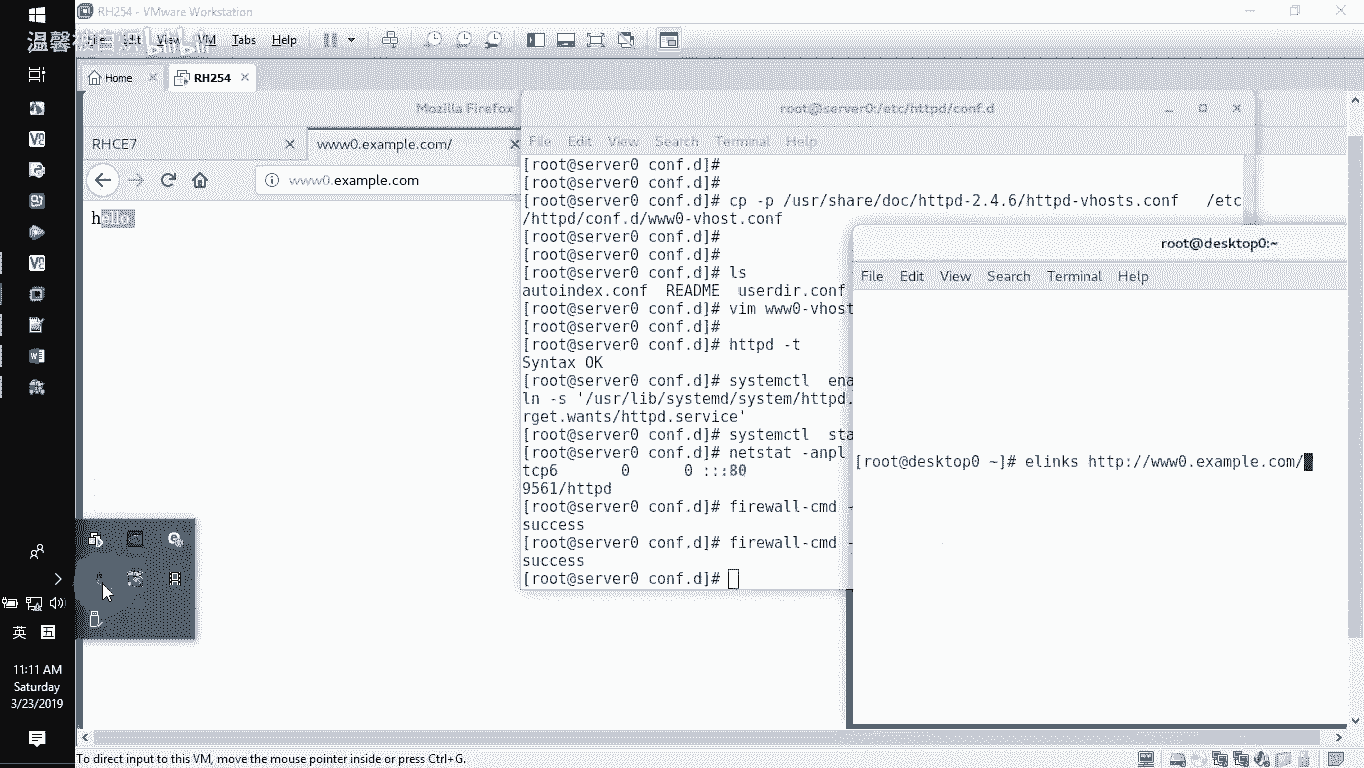 RH254 - VMware Workstation
Edit View VM Tabs Help
Home
RH254
Mozilla Firefox
RHCE7
www0.example.com/
www0.example.com
hello!
root@server0:/etc/httpd/conf.d
File Edit View Search Terminal Help
[root@server0 conf.d]#
[root@server0 conf.d]#
[root@server0 conf.d]# cp -p /usr/share/doc/httpd-2.4.6/httpd-vhosts.conf /etc
/httpd/conf.d/www0-vhost.conf
[root@server0 conf.d]#
[root@server0 conf.d]#
[root@server0 conf.d]# ls
autoindex.conf README userdir.conf
[root@server0 conf.d]# vim www0-vhost
[root@server0 conf.d]#
[root@server0 conf.d]# httpd -t
Syntax OK
[root@server0 conf.d]# systemctl ena
ln -s '/usr/lib/systemd/system/httpd.
rget.wants/httpd.service'
[root@server0 conf.d]# systemctl sta
[root@server0 conf.d]# netstat -anpl
tcp6 0 0 :::80
9561/httpd
[root@server0 conf.d]# firewall-cmd -
success
[root@server0 conf.d]# firewall-cmd -
success
[root@server0 conf.d]#
root@desktop0:~
File Edit View Search Terminal Help
[root@desktop0 ~]# elinks http://www0.example.com/
英 五
11:11 AM
Saturday
3/23/2019
To direct input to this VM, move the mouse pointer inside or press Ctrl+G.